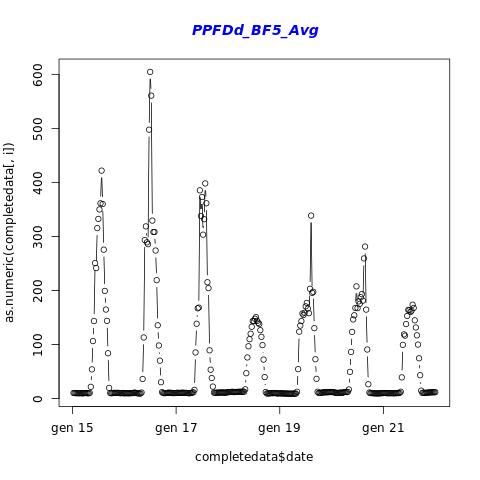 PPFDd_BF5_Avg
as.numeric(completedata[, i])
600
500
400
300
200
100
0
gen 15 gen 17 gen 19 gen 21
completedata$date